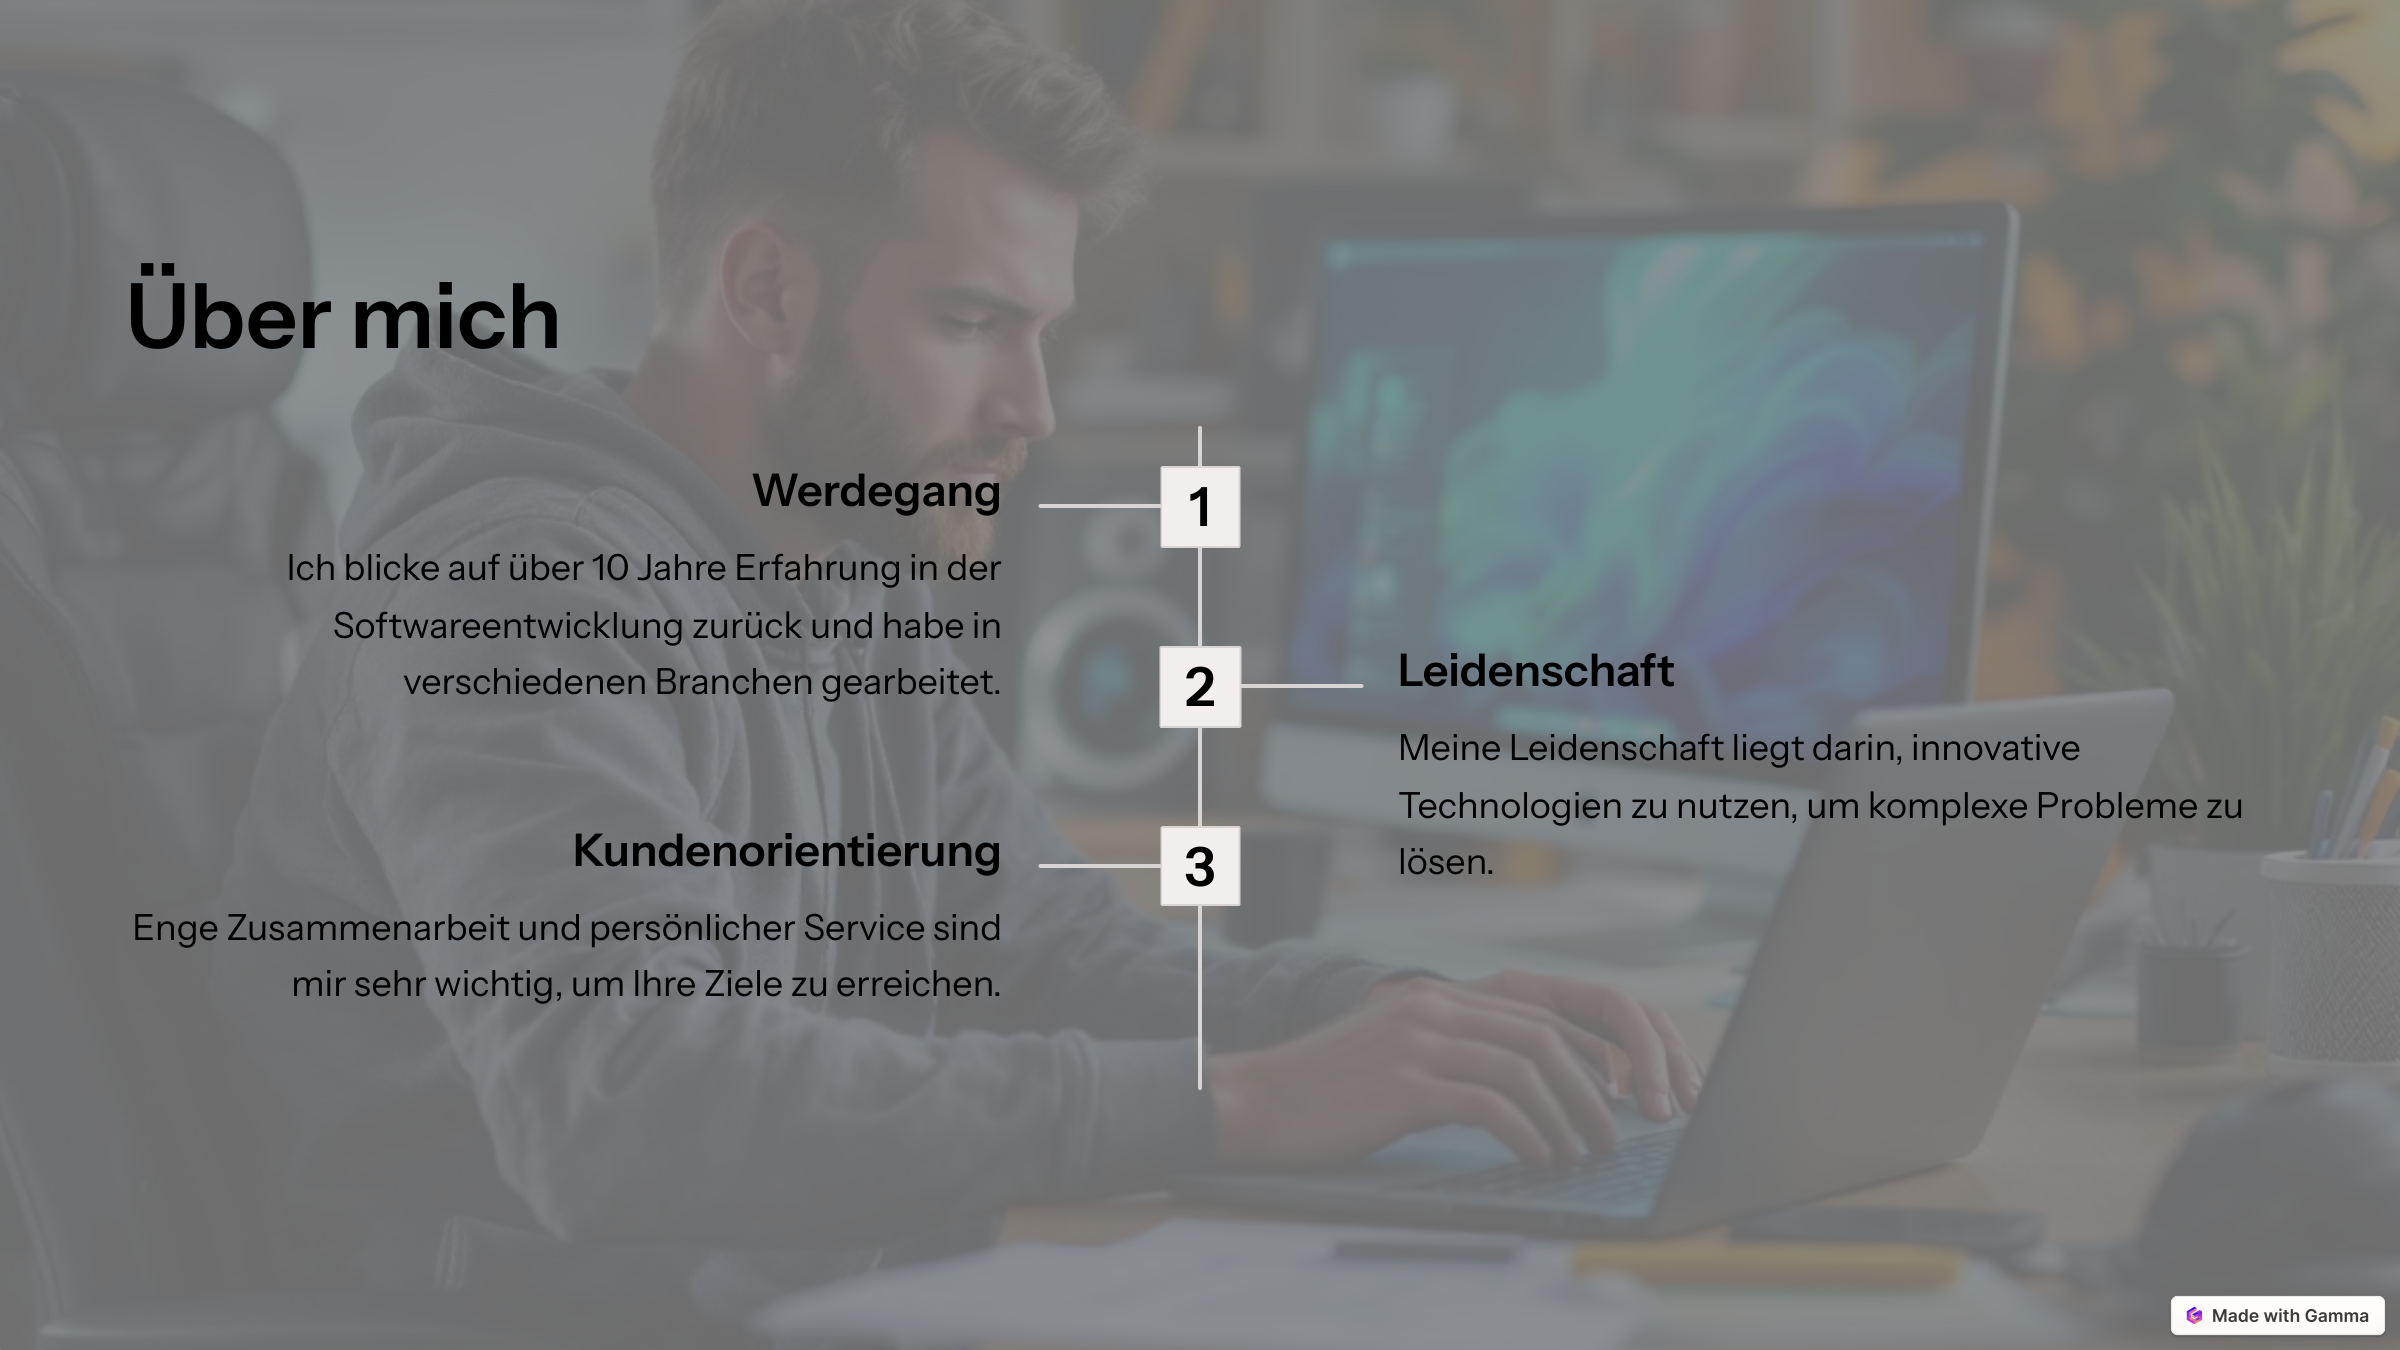 Über mich
1
Werdegang
Ich blicke auf über 10 Jahre Erfahrung in der
Softwareentwicklung zurück und habe in
verschiedenen Branchen gearbeitet.
2
Leidenschaft
Meine Leidenschaft liegt darin, innovative
Technologien zu nutzen, um komplexe Probleme zu
lösen.
3
Kundenorientierung
Enge Zusammenarbeit und persönlicher Service sind
mir sehr wichtig, um Ihre Ziele zu erreichen.
Made with Gamma